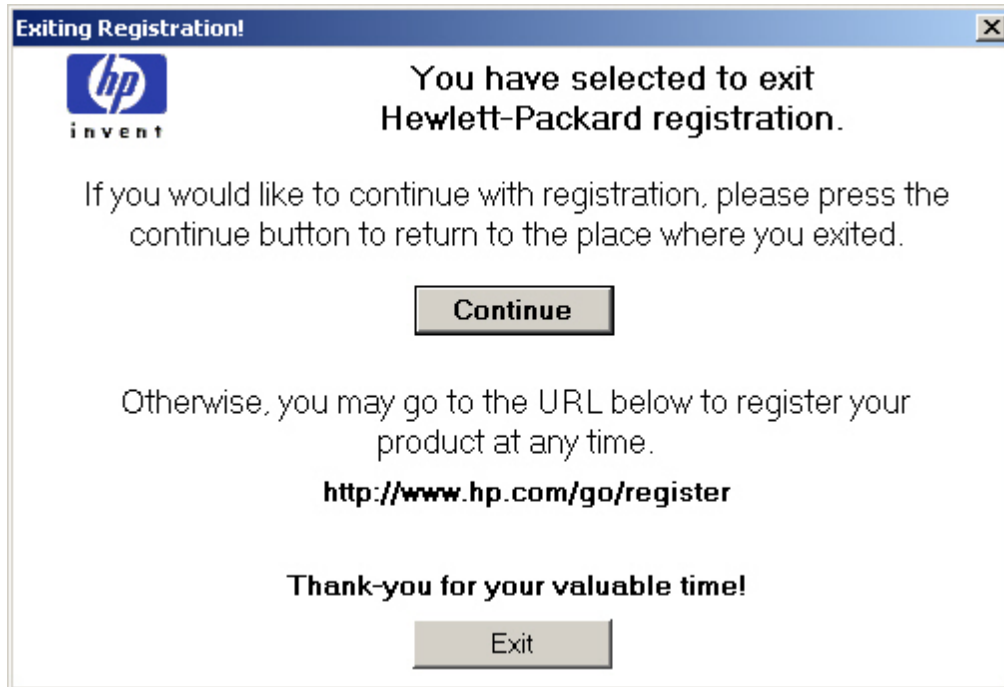 Exiting Registration!
hp
invent
You have selected to exit
Hewlett-Packard registration.
If you would like to continue with registration, please press the
continue button to return to the place where you exited.
Continue
Otherwise, you may go to the URL below to register your
product at any time.
http://www.hp.com/go/register
Thank-you for your valuable time!
Exit